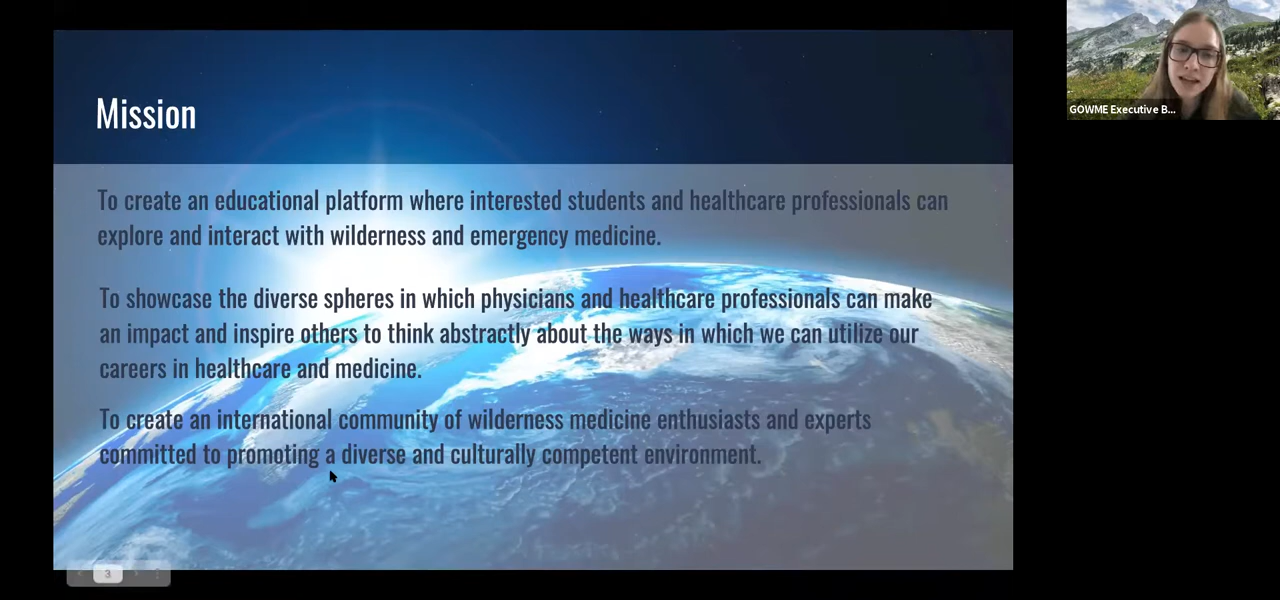 Mission
To create an educational platform where interested students and healthcare professionals can
explore and interact with wilderness and emergency medicine.
To showcase the diverse spheres in which physicians and healthcare professionals can make
an impact and inspire others to think abstractly about the ways in which we can utilize our
careers in healthcare and medicine.
To create an international community of wilderness medicine enthusiasts and experts
committed to promoting a diverse and culturally competent environment.
3
GOWME Executive B...